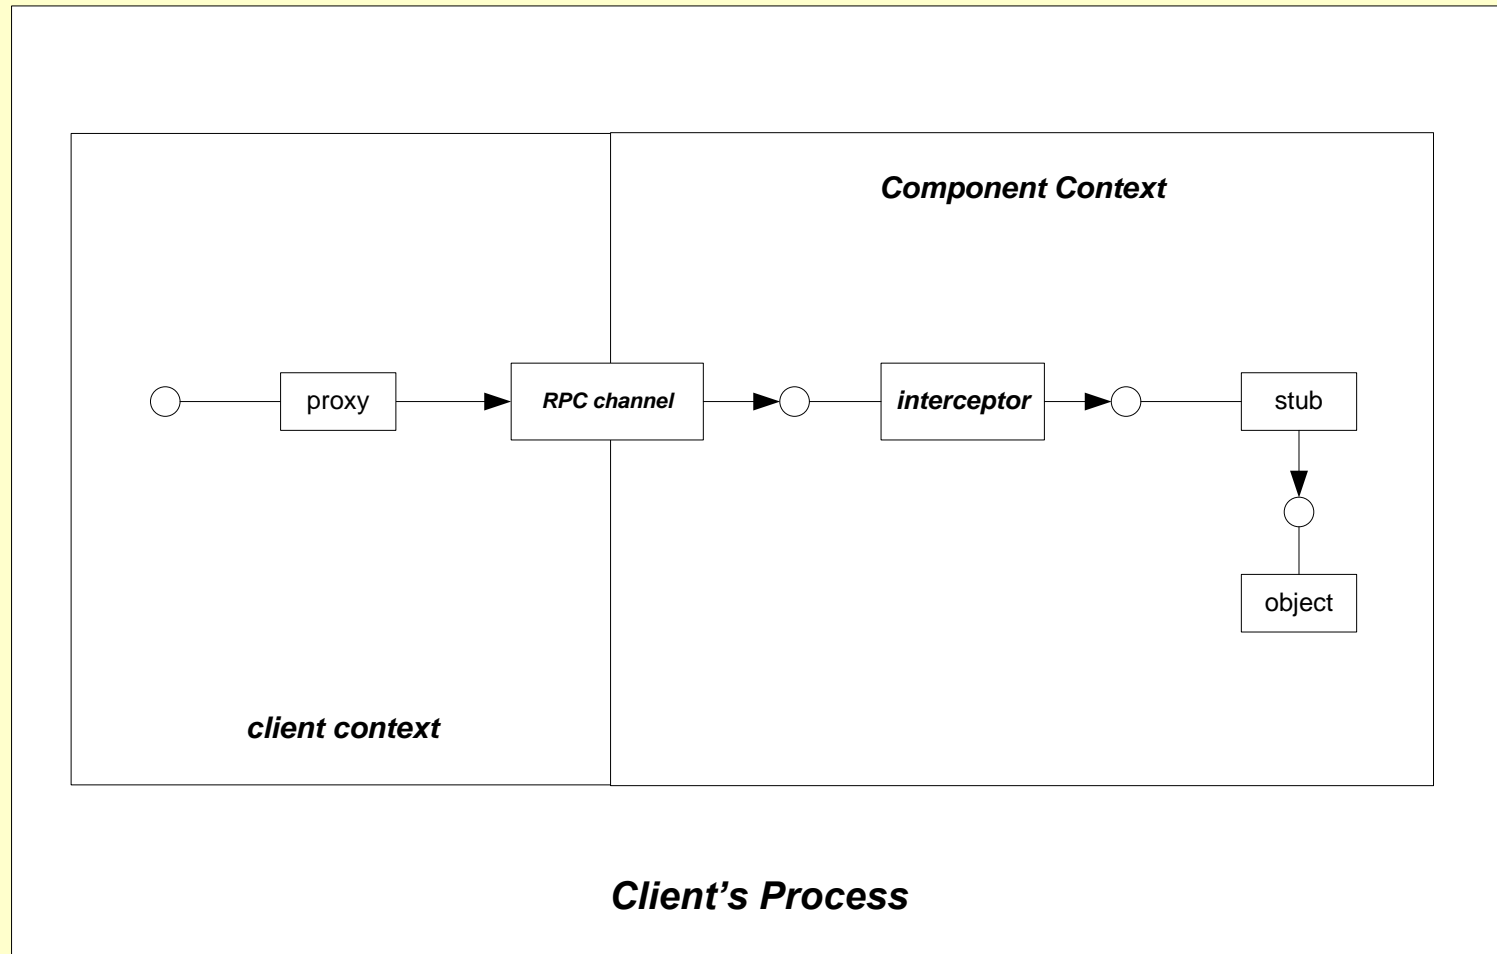 Component Context
proxy
RPC channel
interceptor
stub
object
client context
Client’s Process